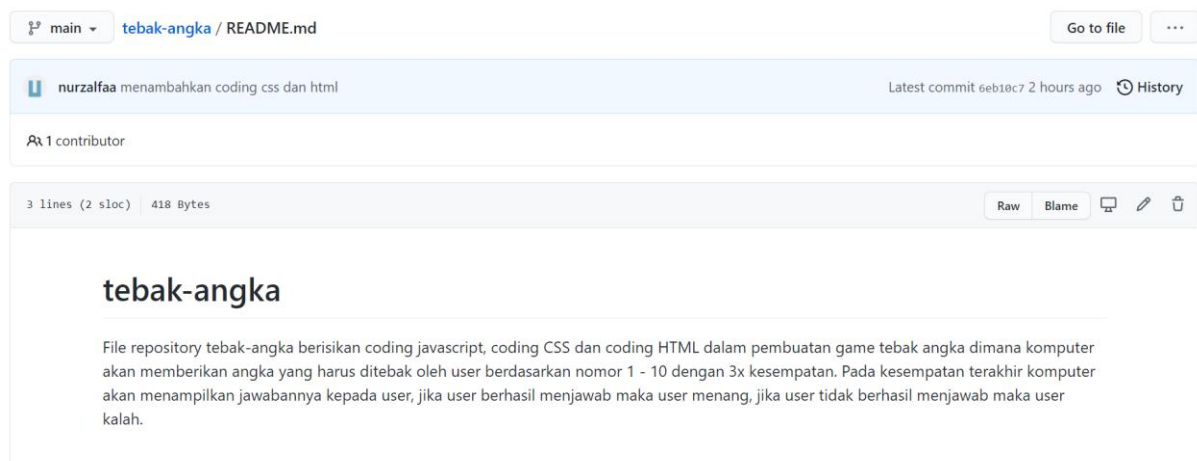 main tebak-angka / README.md Go to file ...
nurzalfaa menambahkan coding css dan html Latest commit 6eb10c7 2 hours ago History
1 contributor
3 lines (2 sloc) 418 Bytes Raw Blame
tebak-angka
File repository tebak-angka berisikan coding javascript, coding CSS dan coding HTML dalam pembuatan game tebak angka dimana komputer
akan memberikan angka yang harus ditebak oleh user berdasarkan nomor 1 - 10 dengan 3x kesempatan. Pada kesempatan terakhir komputer
akan menampilkan jawabannya kepada user, jika user berhasil menjawab maka user menang, jika user tidak berhasil menjawab maka user
kalah.